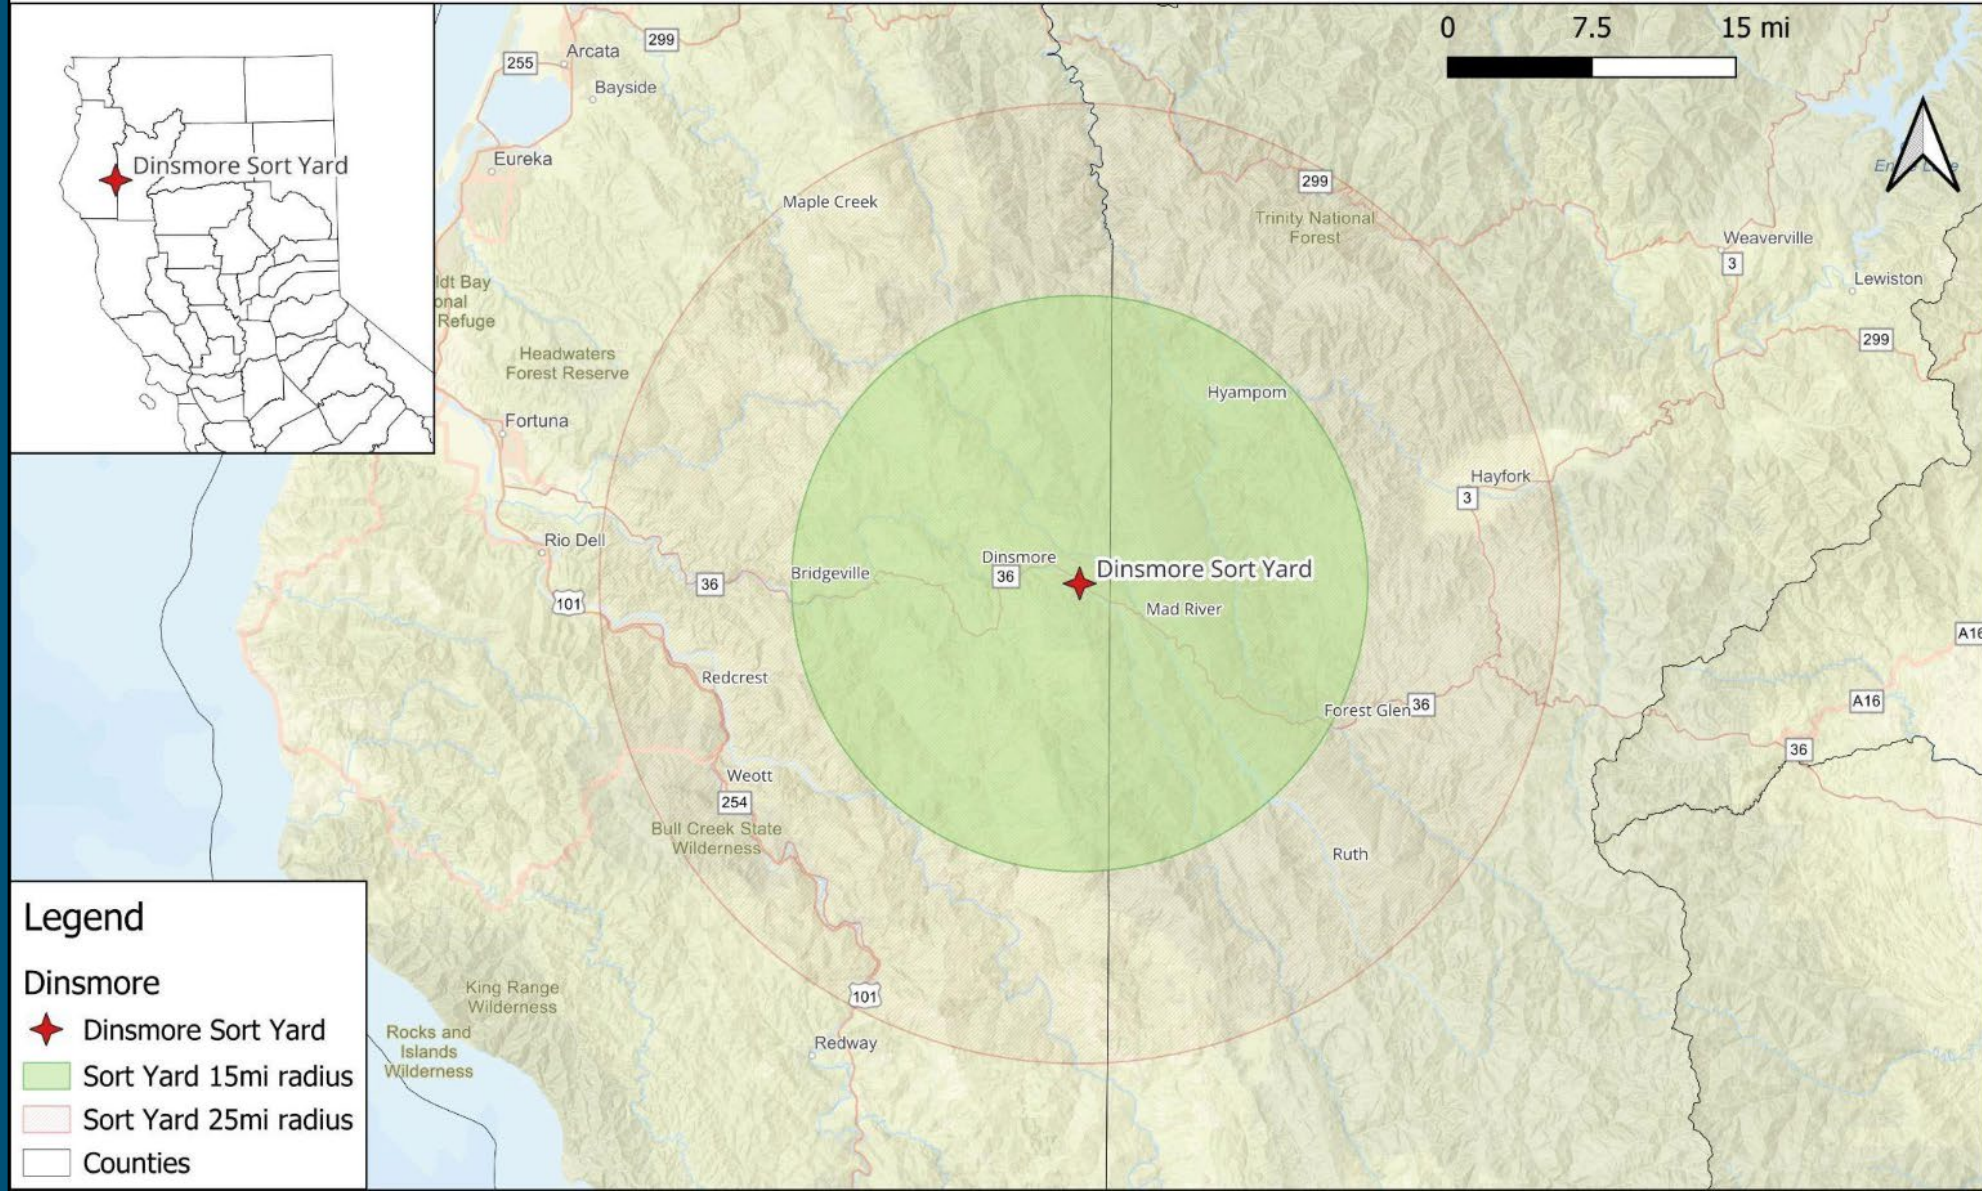 Dinsmore Sort Yard
0 7.5 15 mi
299
255
Arcata
Bayside
Eureka
Maple Creek
299
Trinity National
Forest
Weaverville
3
Lewiston
299
ldt Bay
onal
Refuge
Headwaters
Forest Reserve
Fortuna
Hyampom
Hayfork
3
Rio Dell
101
36
Bridgeville
Dinsmore
36
Dinsmore Sort Yard
Mad River
A16
Redcrest
Forest Glen
36
A16
36
Weott
254
Bull Creek State
Wilderness
Ruth
101
Redway
King Range
Wilderness
Rocks and
Islands
Wilderness
Legend
Dinsmore
Dinsmore Sort Yard
Sort Yard 15mi radius
Sort Yard 25mi radius
Counties